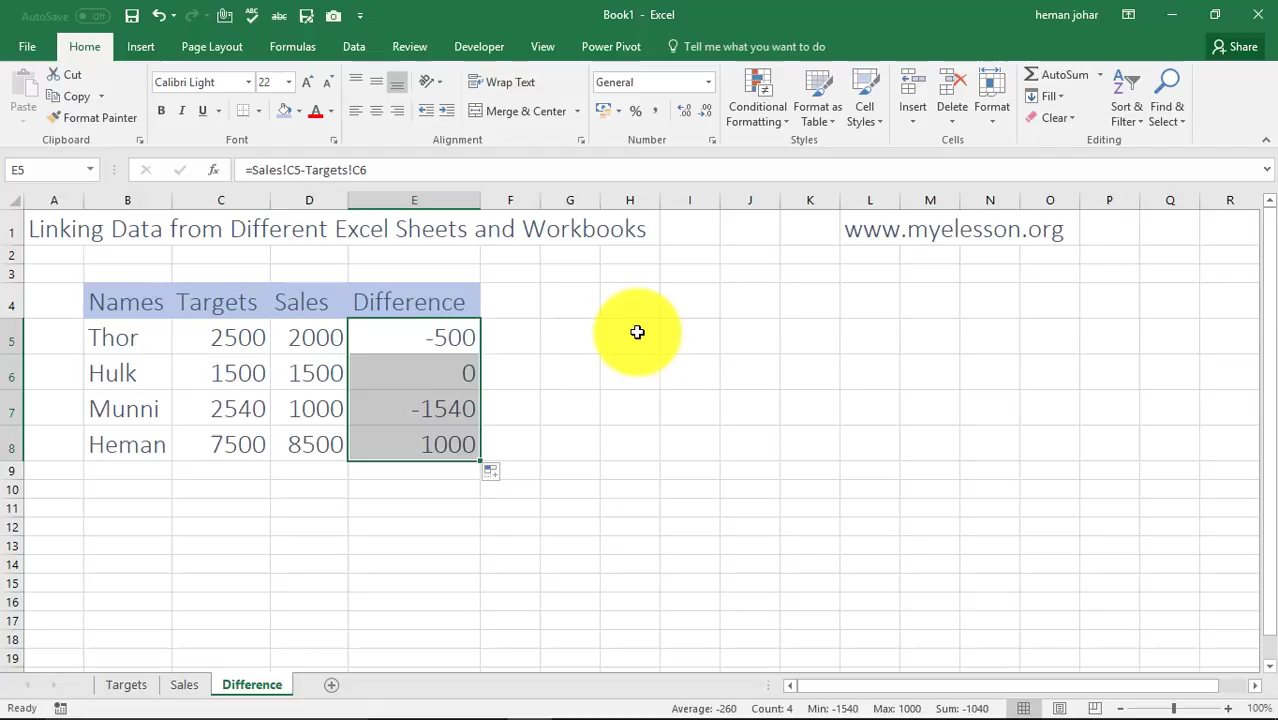 AutoSave Off
Book1 - Excel
heman johar
File Home Insert Page Layout Formulas Data Review Developer View Power Pivot Tell me what you want to do Share
Paste
Cut
Copy
Format Painter
Clipboard
Calibri Light 22
B I U
Font
Wrap Text
Merge & Center
Alignment
General
Number
Conditional Formatting
Format as Table
Cell Styles
Styles
Insert
Delete
Format
Cells
AutoSum
Fill
Clear
Sort & Filter
Find & Select
Editing
E5 fx =Sales!C5-Targets!C6
A B C D E F G H I J K L M N O P Q R
1 Linking Data from Different Excel Sheets and Workbooks www.myelesson.org
2
3
4 Names Targets Sales Difference
5 Thor 2500 2000 -500
6 Hulk 1500 1500 0
7 Munni 2540 1000 -1540
8 Heman 7500 8500 1000
9
10
11
12
13
14
15
16
17
18
19
Targets Sales Difference
Ready Average: -260 Count: 4 Min: -1540 Max: 1000 Sum: -1040 100%